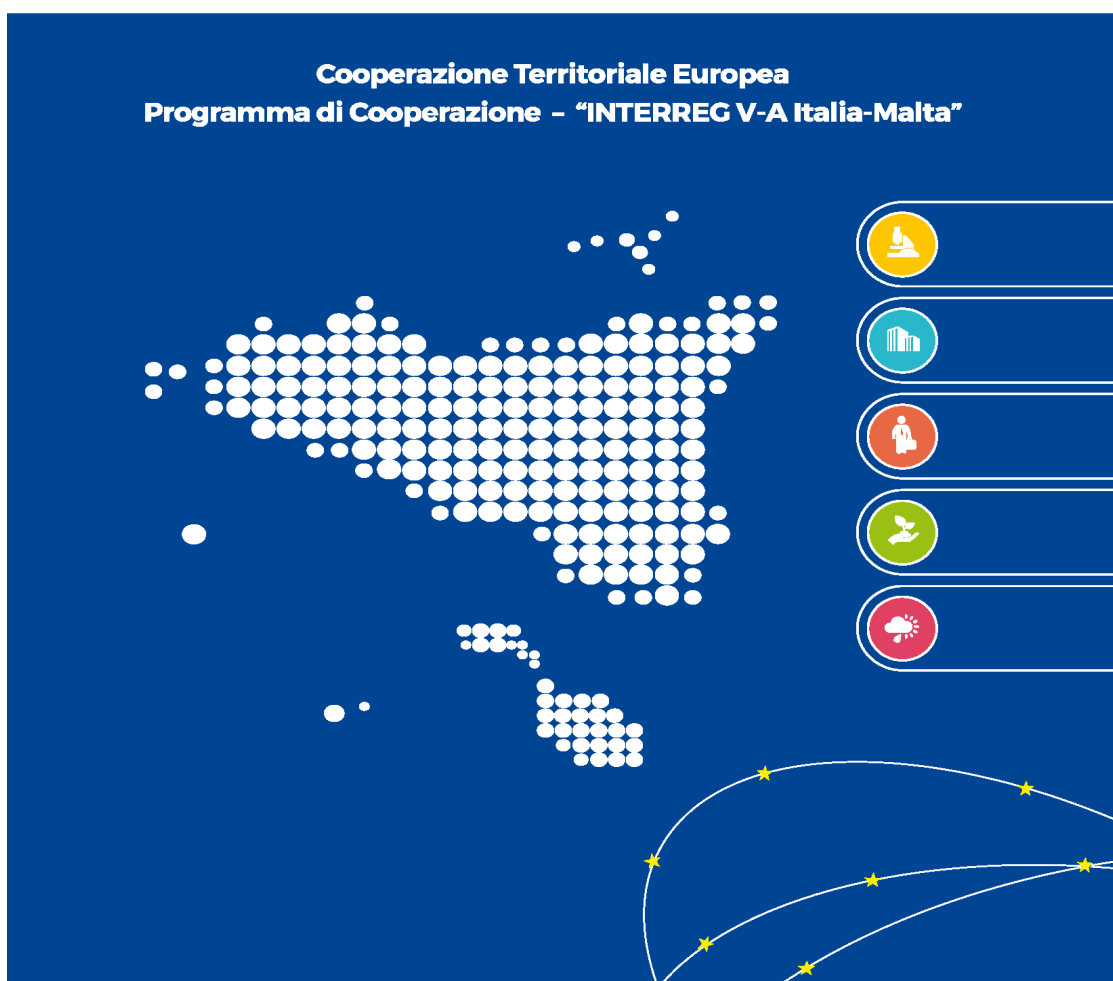 Cooperazione Territoriale Europea
Programma di Cooperazione – “INTERREG V-A Italia-Malta”